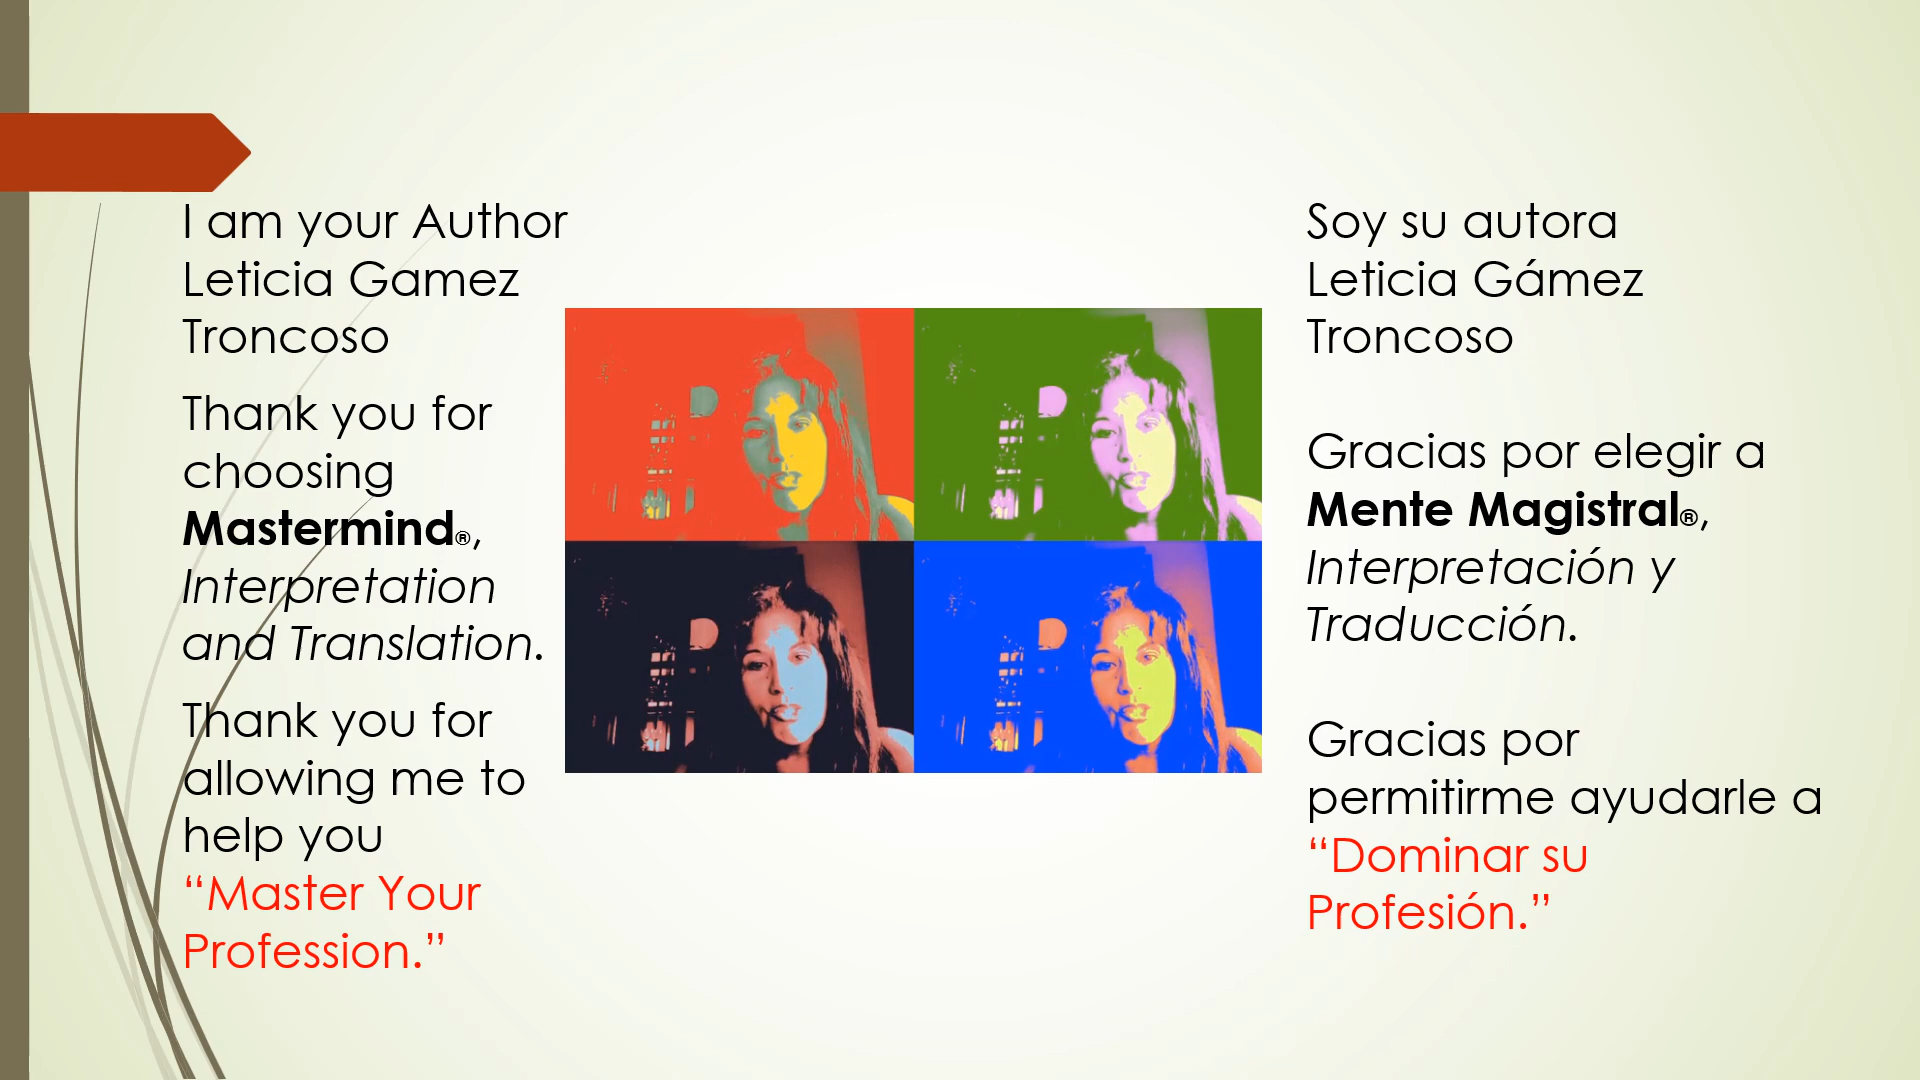 I am your Author
Leticia Gamez
Troncoso
Thank you for
choosing
Mastermind®,
Interpretation
and Translation.
Thank you for
allowing me to
help you
“Master Your
Profession.”
Soy su autora
Leticia Gámez
Troncoso
Gracias por elegir a
Mente Magistral®,
Interpretación y
Traducción.
Gracias por
permitirme ayudarle a
“Dominar su
Profesión.”